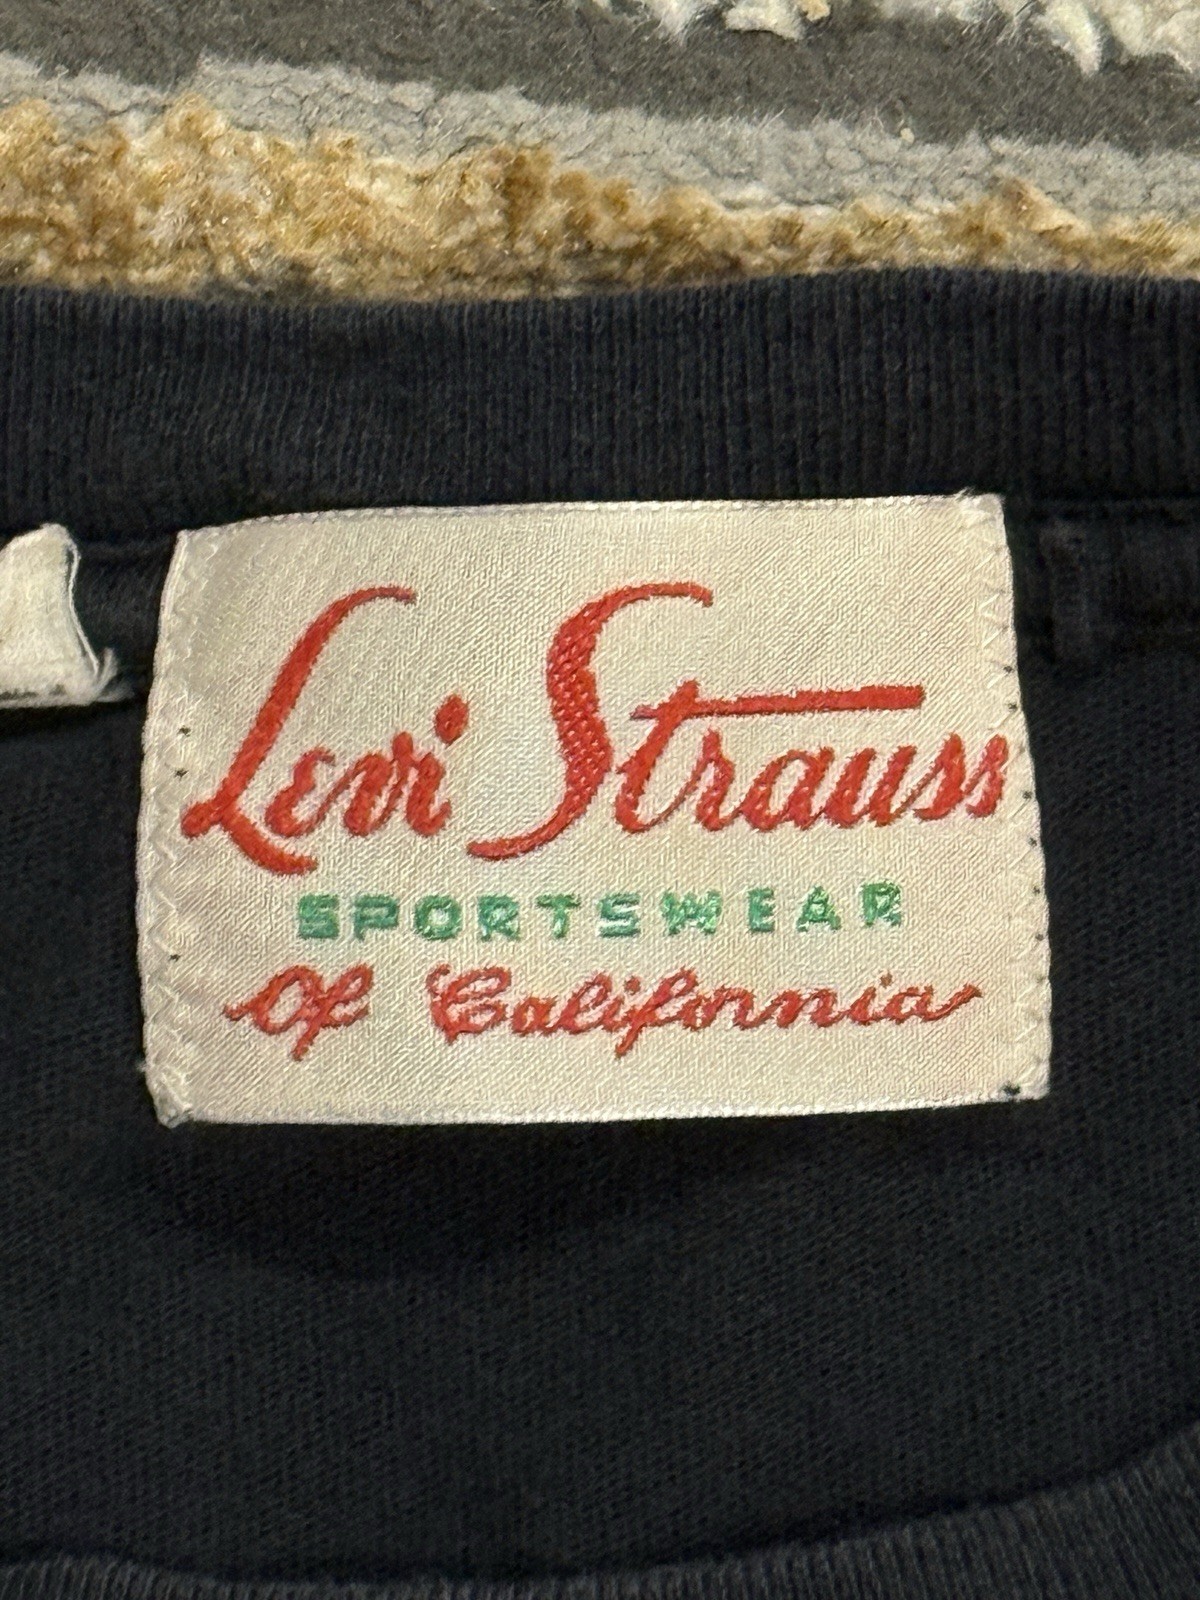 Levi Strauss
SPORTSWEAR
Of California